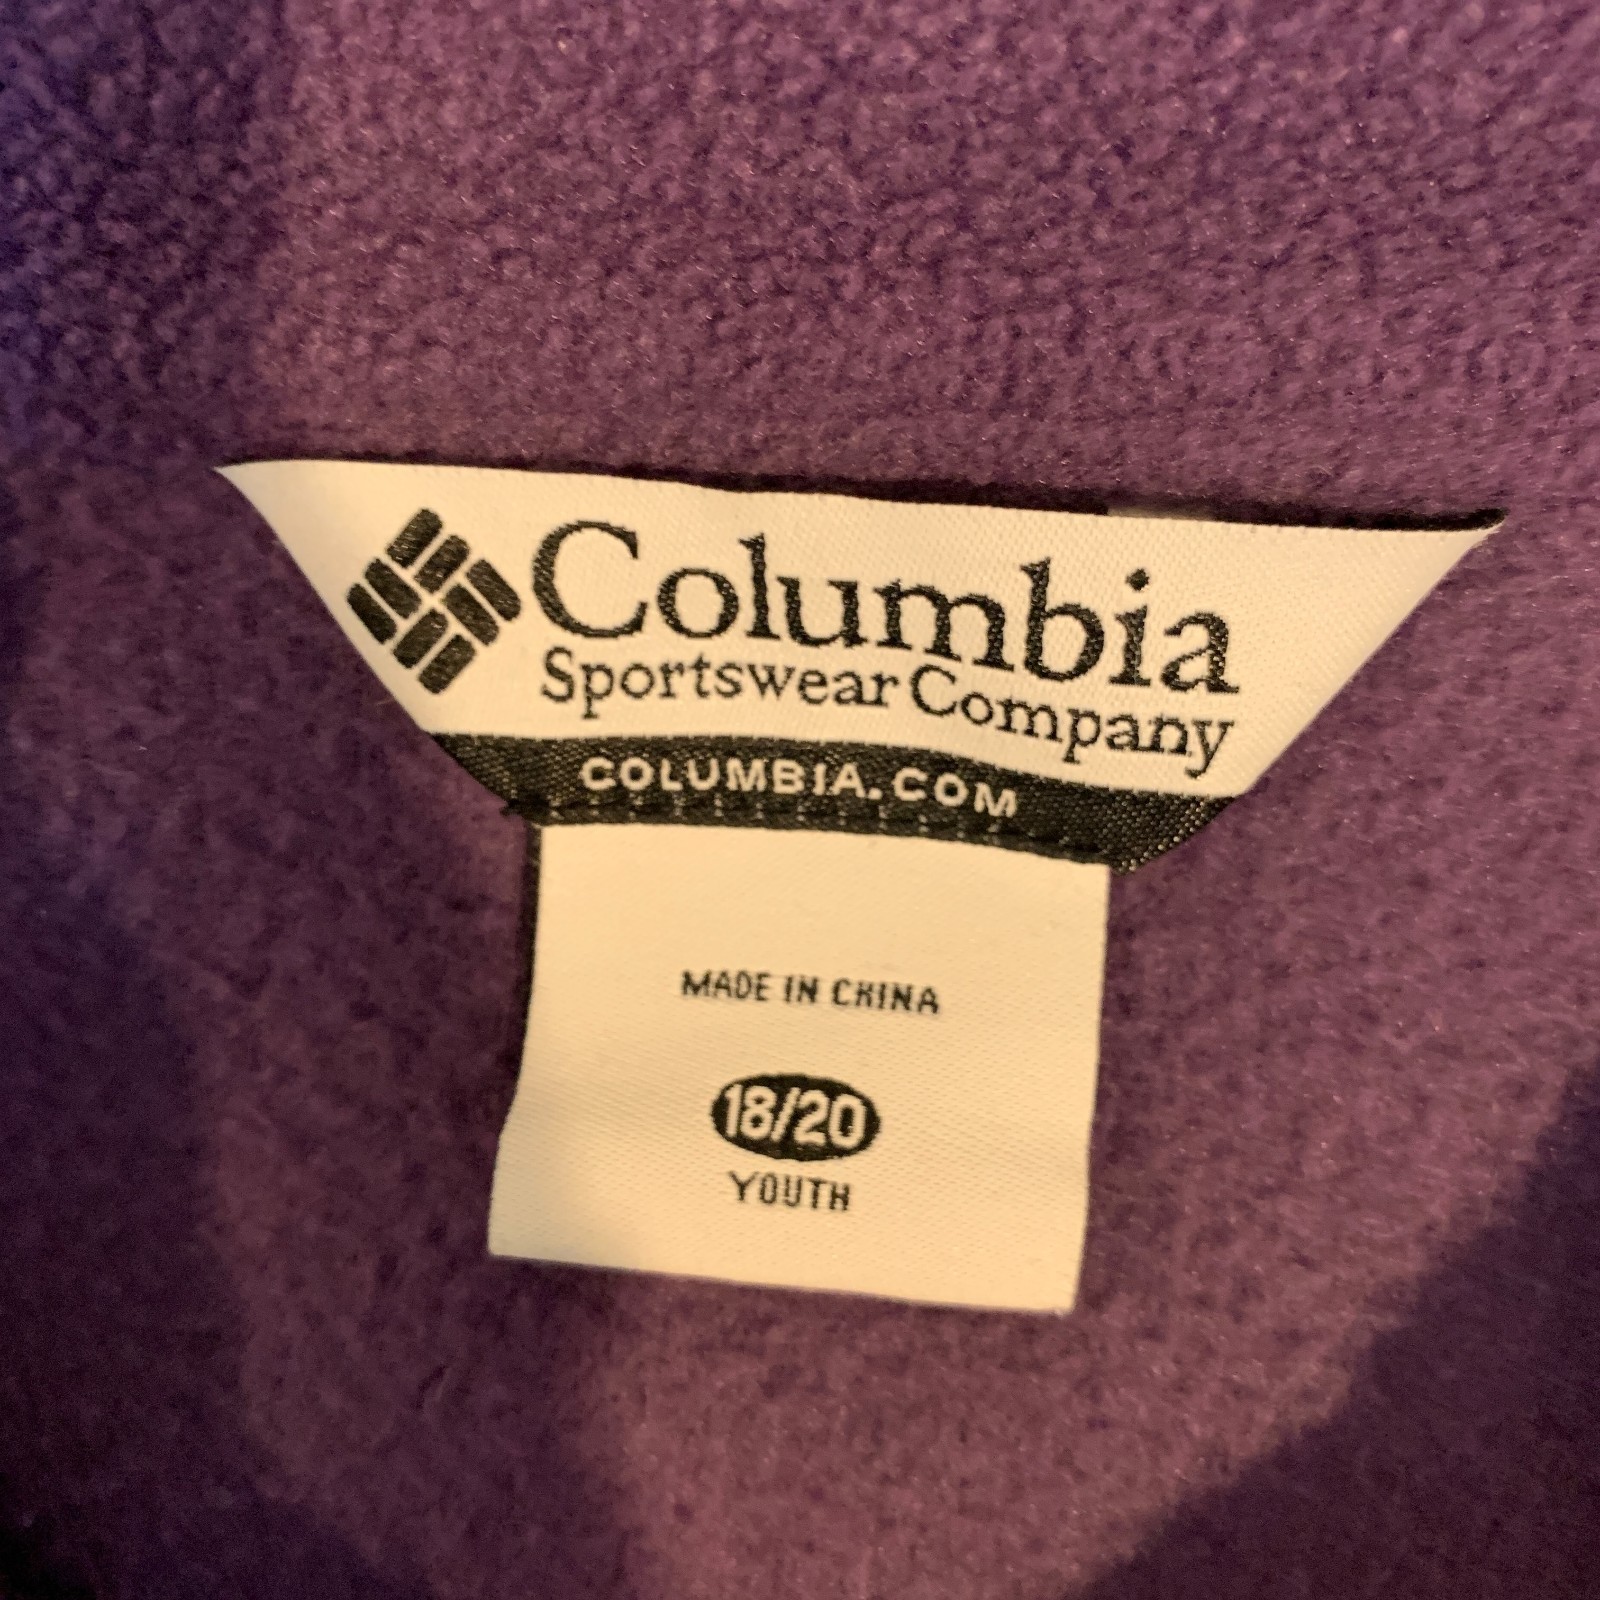 Columbia
Sportswear Company
COLUMBIA.COM
MADE IN CHINA
18/20
YOUTH